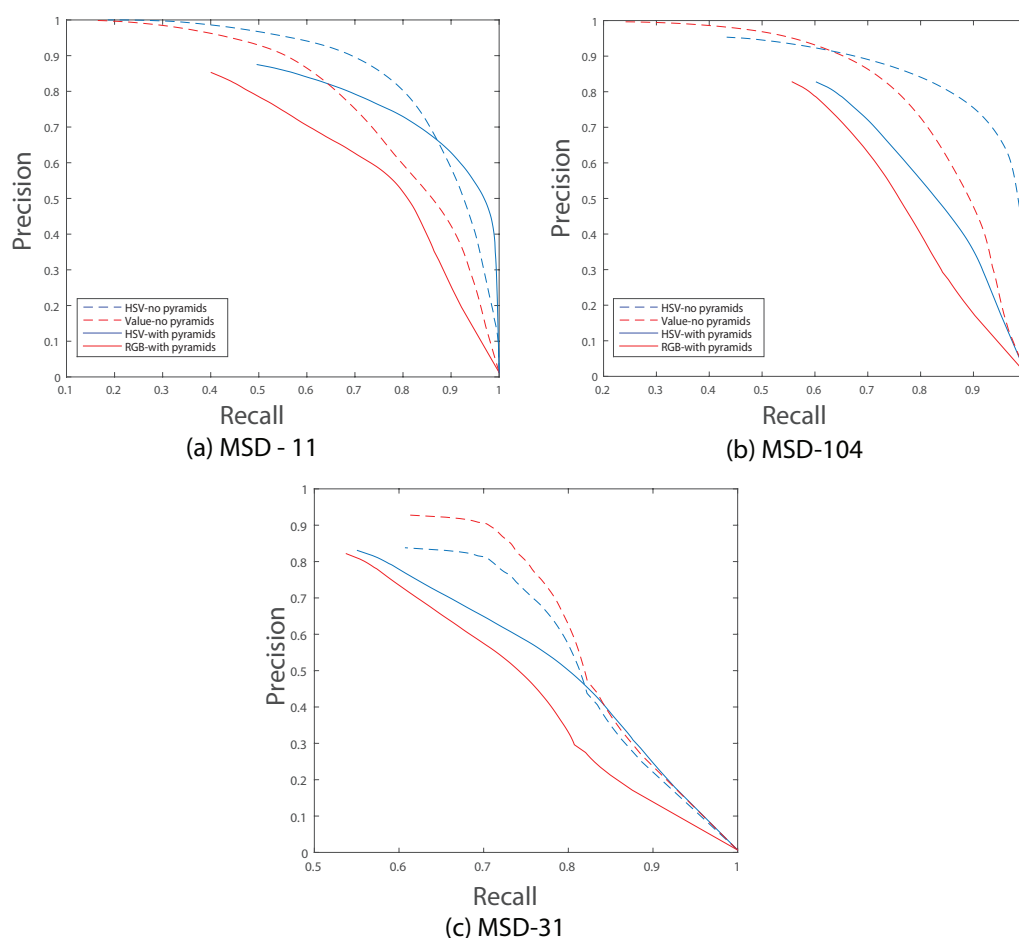 1
0.9
0.8
0.7
0.6
0.5
0.4
0.3
0.2
0.1
0
Precision
HSV-no pyramids
Value-no pyramids
HSV-with pyramids
RGB-with pyramids
0.1 0.2 0.3 0.4 0.5 0.6 0.7 0.8 0.9 1
Recall
(a) MSD - 11
1
0.9
0.8
0.7
0.6
0.5
0.4
0.3
0.2
0.1
0
Precision
HSV-no pyramids
Value-no pyramids
HSV-with pyramids
RGB-with pyramids
0.2 0.3 0.4 0.5 0.6 0.7 0.8 0.9
Recall
(b) MSD-104
1
0.9
0.8
0.7
0.6
0.5
0.4
0.3
0.2
0.1
0
Precision
0.5 0.6 0.7 0.8 0.9 1
Recall
(c) MSD-31